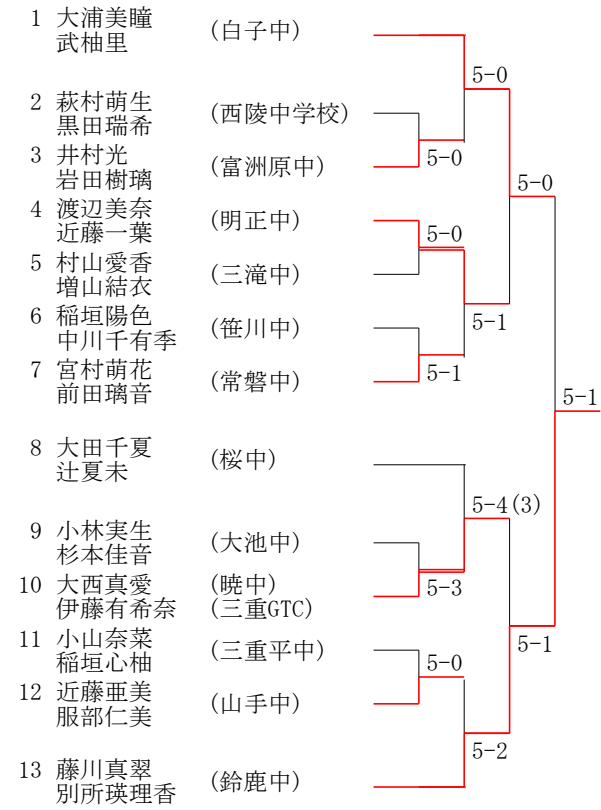 1 大浦美瞳
武柚里
(白子中)
5-0
2 萩村萌生
黒田瑞希
(西陵中学校)
3 井村光
岩田樹璃
(富洲原中)
5-0
5-0
4 渡辺美奈
近藤一葉
(明正中)
5-0
5 村山愛香
増山結衣
(三滝中)
6 稲垣陽色
中川千有季
(笹川中)
5-1
7 宮村萌花
前田璃音
(常磐中)
5-1
5-1
8 大田千夏
辻夏未
(桜中)
5-4(3)
9 小林実生
杉本佳音
(大池中)
10 大西真愛
伊藤有希奈
(暁中)
(三重GTC)
5-3
11 小山奈菜
稲垣心柚
(三重平中)
5-0
5-1
12 近藤亜美
服部仁美
(山手中)
5-2
13 藤川真翠
別所瑛理香
(鈴鹿中)